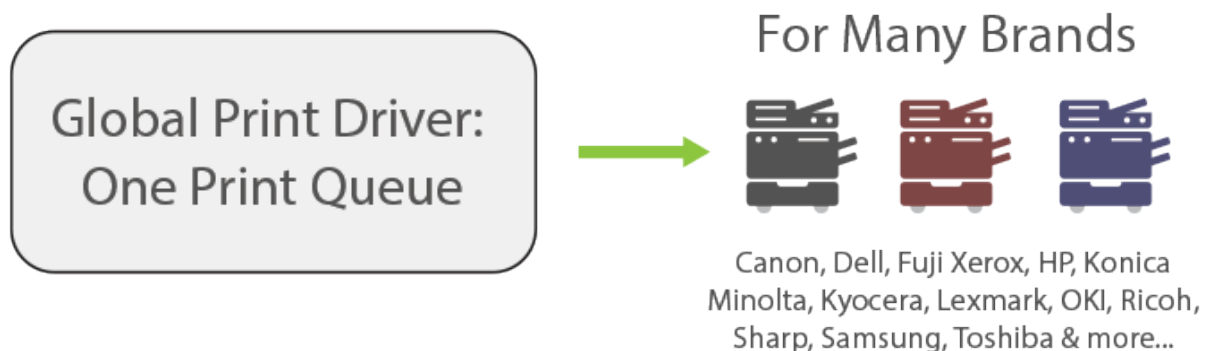 Global Print Driver:
One Print Queue
For Many Brands
Canon, Dell, Fuji Xerox, HP, Konica
Minolta, Kyocera, Lexmark, OKI, Ricoh,
Sharp, Samsung, Toshiba & more...